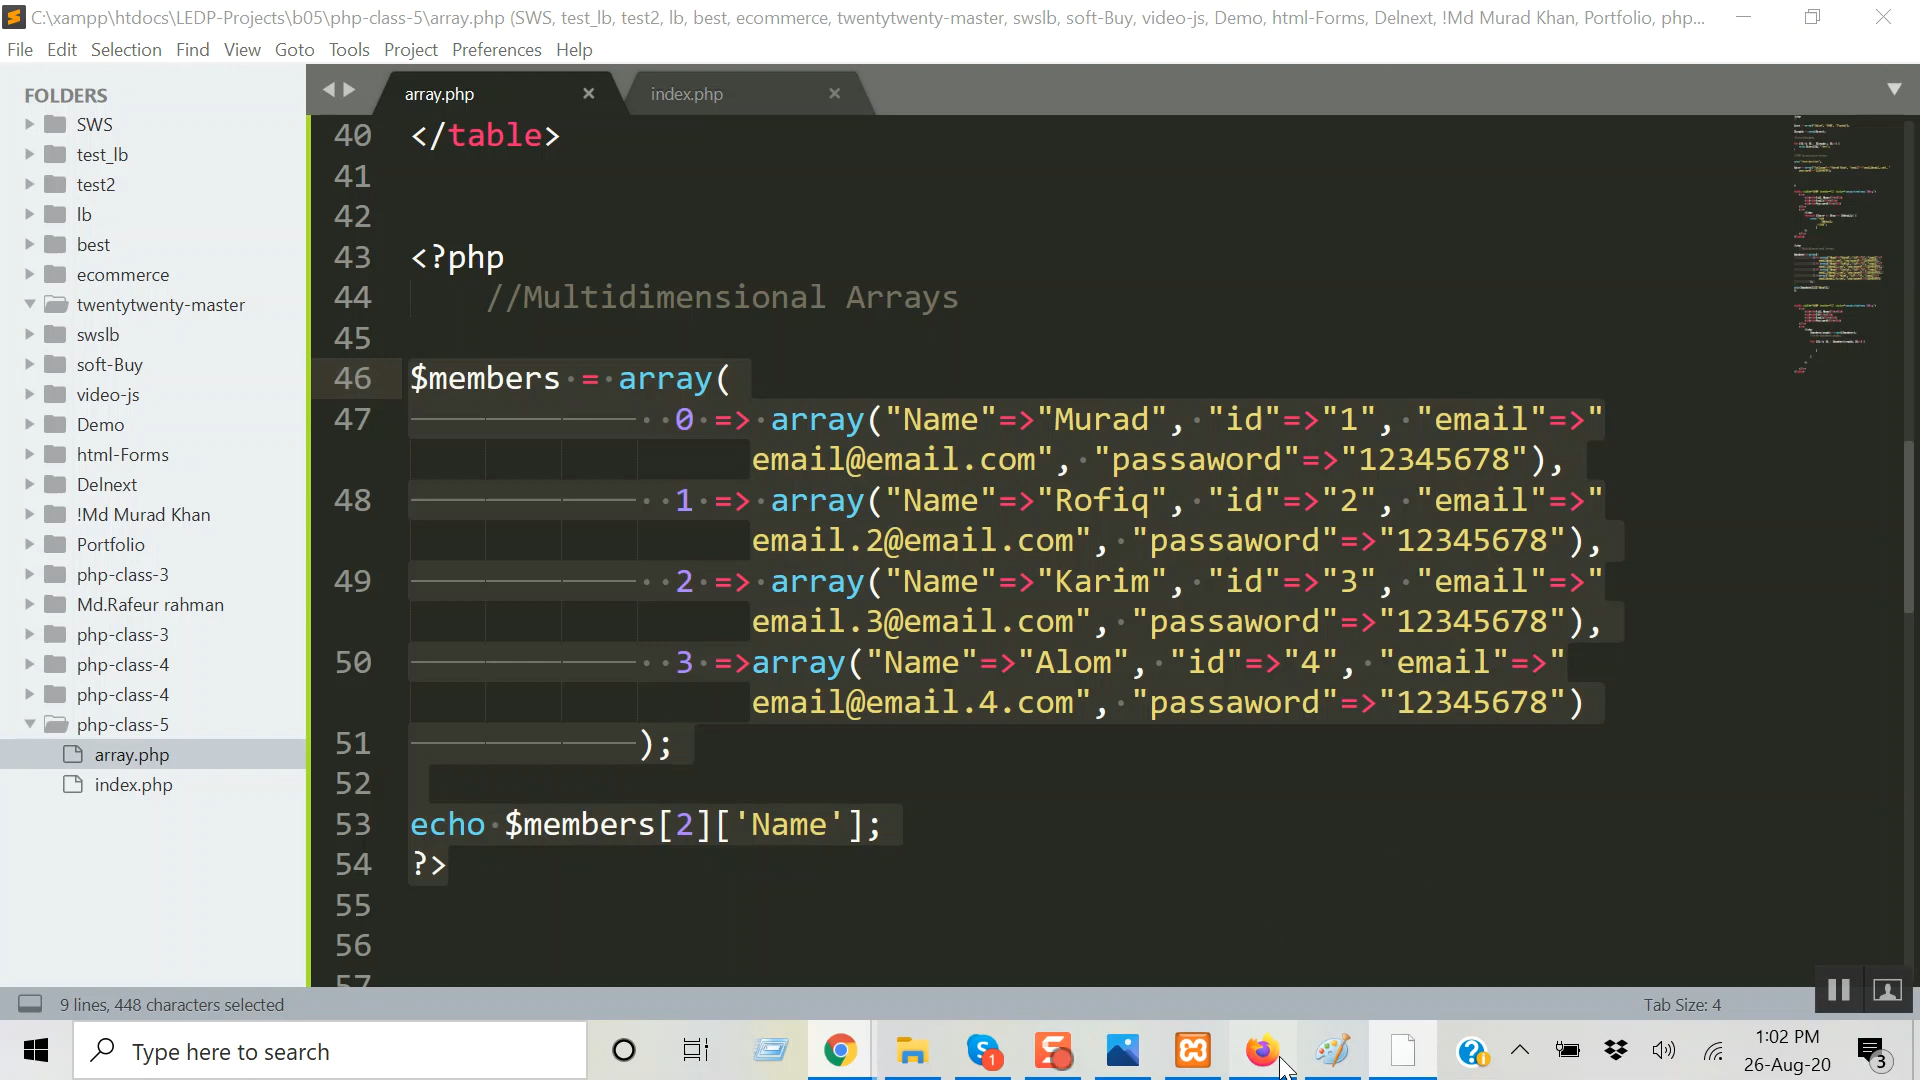 C:\xampp\htdocs\LEDP-Projects\b05\php-class-5\array.php (SWS, test_lb, test2, lb, best, ecommerce, twentytwenty-master, swslb, soft-Buy, video-js, Demo, html-Forms, Delnext, !Md Murad Khan, Portfolio, php...
File Edit Selection Find View Goto Tools Project Preferences Help
FOLDERS
SWS
test_lb
test2
lb
best
ecommerce
twentytwenty-master
swslb
soft-Buy
video-js
Demo
html-Forms
Delnext
!Md Murad Khan
Portfolio
php-class-3
Md.Rafeur rahman
php-class-3
php-class-4
php-class-4
php-class-5
array.php
index.php
array.php index.php
40 </table>
41
42
43 <?php
44 //Multidimensional Arrays
45
46 $members = array(
47 0 => array("Name"=>"Murad", "id"=>"1", "email"=>"
email@email.com", "passaword"=>"12345678"),
48 1 => array("Name"=>"Rofiq", "id"=>"2", "email"=>"
email.2@email.com", "passaword"=>"12345678"),
49 2 => array("Name"=>"Karim", "id"=>"3", "email"=>"
email.3@email.com", "passaword"=>"12345678"),
50 3 =>array("Name"=>"Alom", "id"=>"4", "email"=>"
email@email.4.com", "passaword"=>"12345678")
51 );
52
53 echo $members[2]['Name'];
54 ?>
55
56
57
9 lines, 448 characters selected
Tab Size: 4
Type here to search
1
1:02 PM
26-Aug-20
3